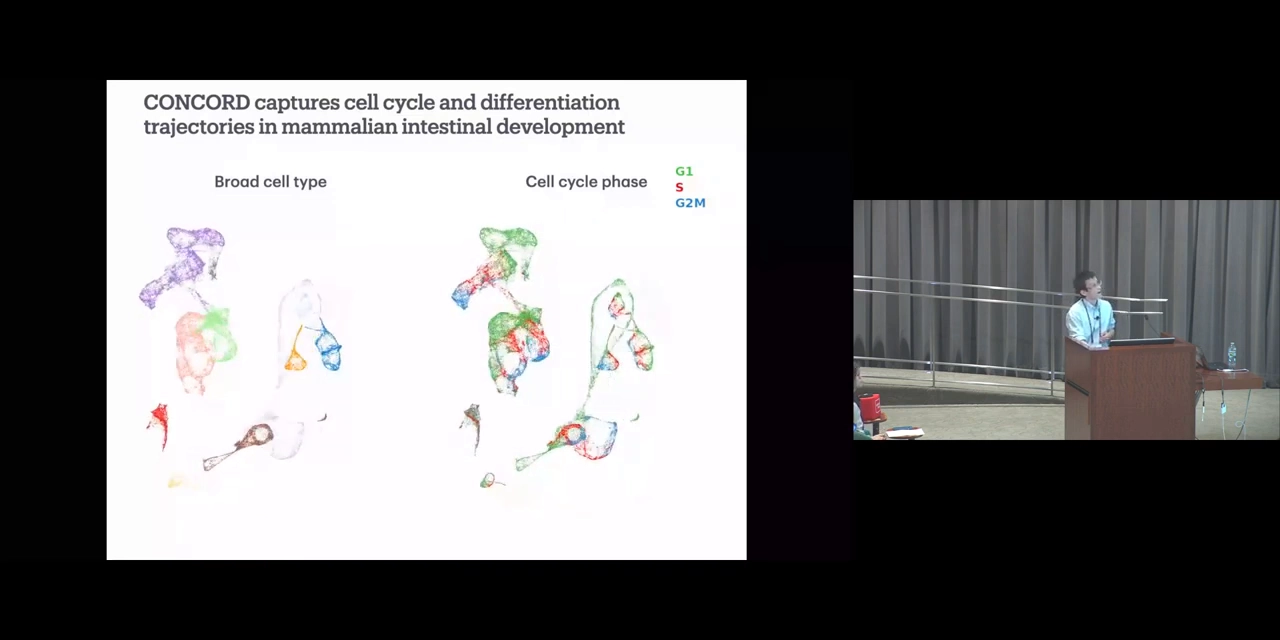 CONCORD captures cell cycle and differentiation
trajectories in mammalian intestinal development
Broad cell type
Cell cycle phase
G1
S
G2M